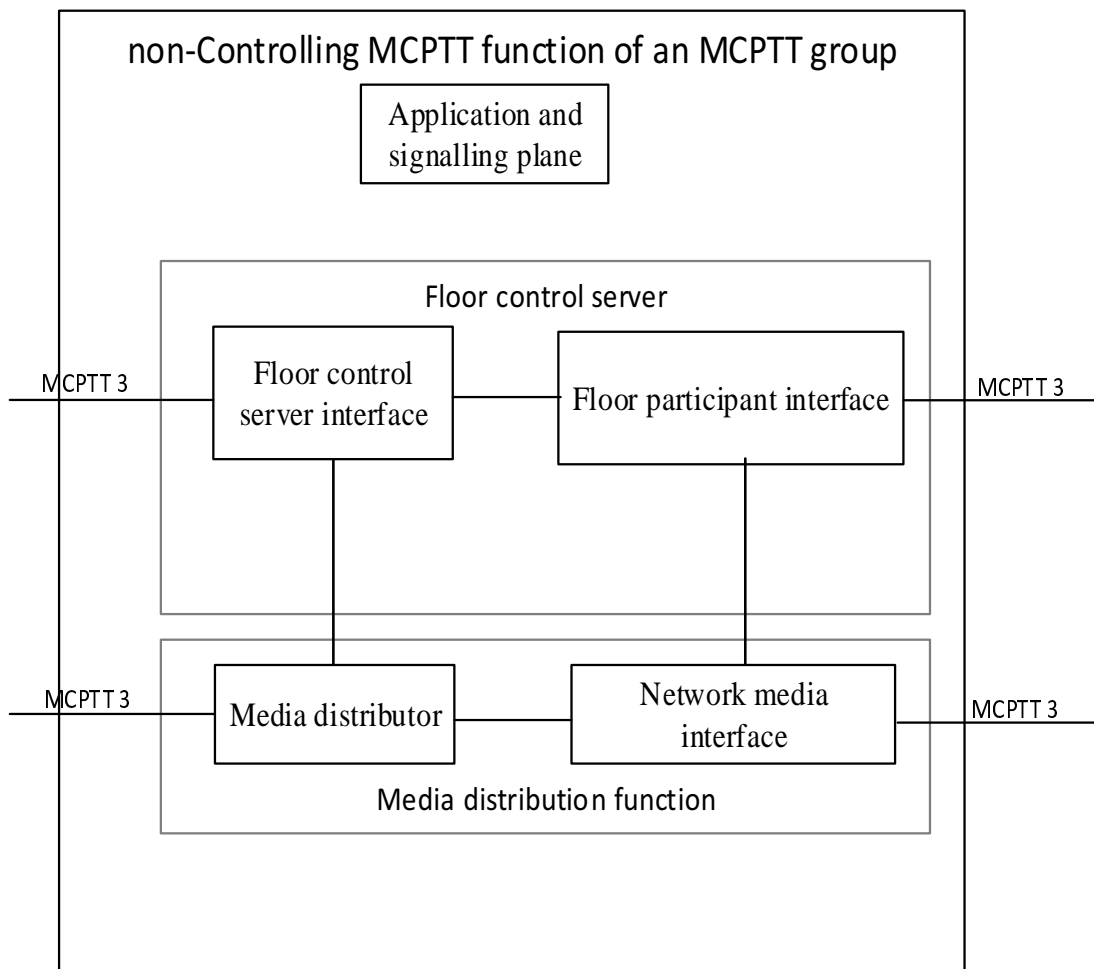 non-Controlling MCPTT function of an MCPTT group
Application and
signalling plane
Floor control server
MCPTT 3
Floor control
server interface
Floor participant interface
MCPTT 3
MCPTT 3
Media distributor
Network media
interface
MCPTT 3
Media distribution function